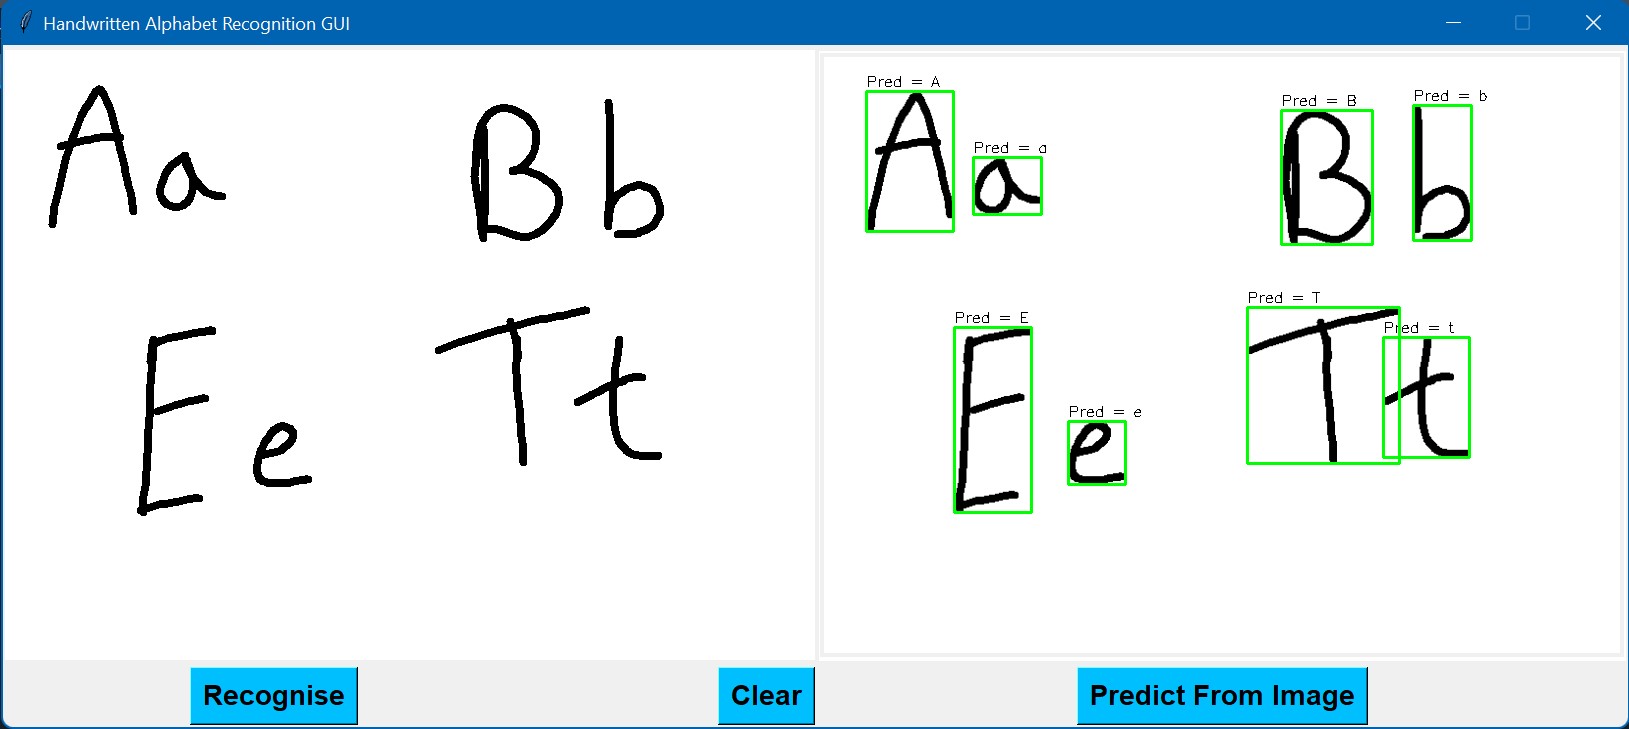 Handwritten Alphabet Recognition GUI
Aa Bb
Ee Tt
Pred = A
Pred = a
Pred = B
Pred = b
A a B b
Pred = E
Pred = e
Pred = T
Pred = t
E e T t
Recognise Clear Predict From Image